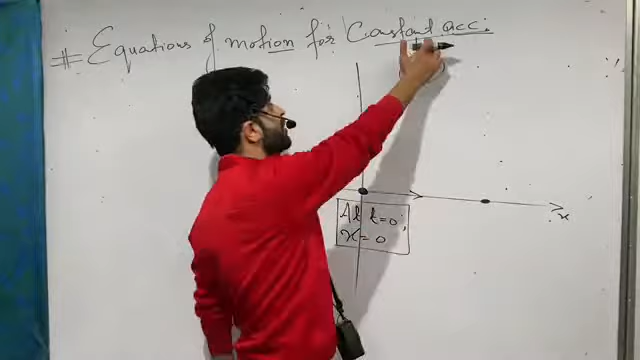 # Equations of motion for Constant acc:
At t=0;
x=0
x